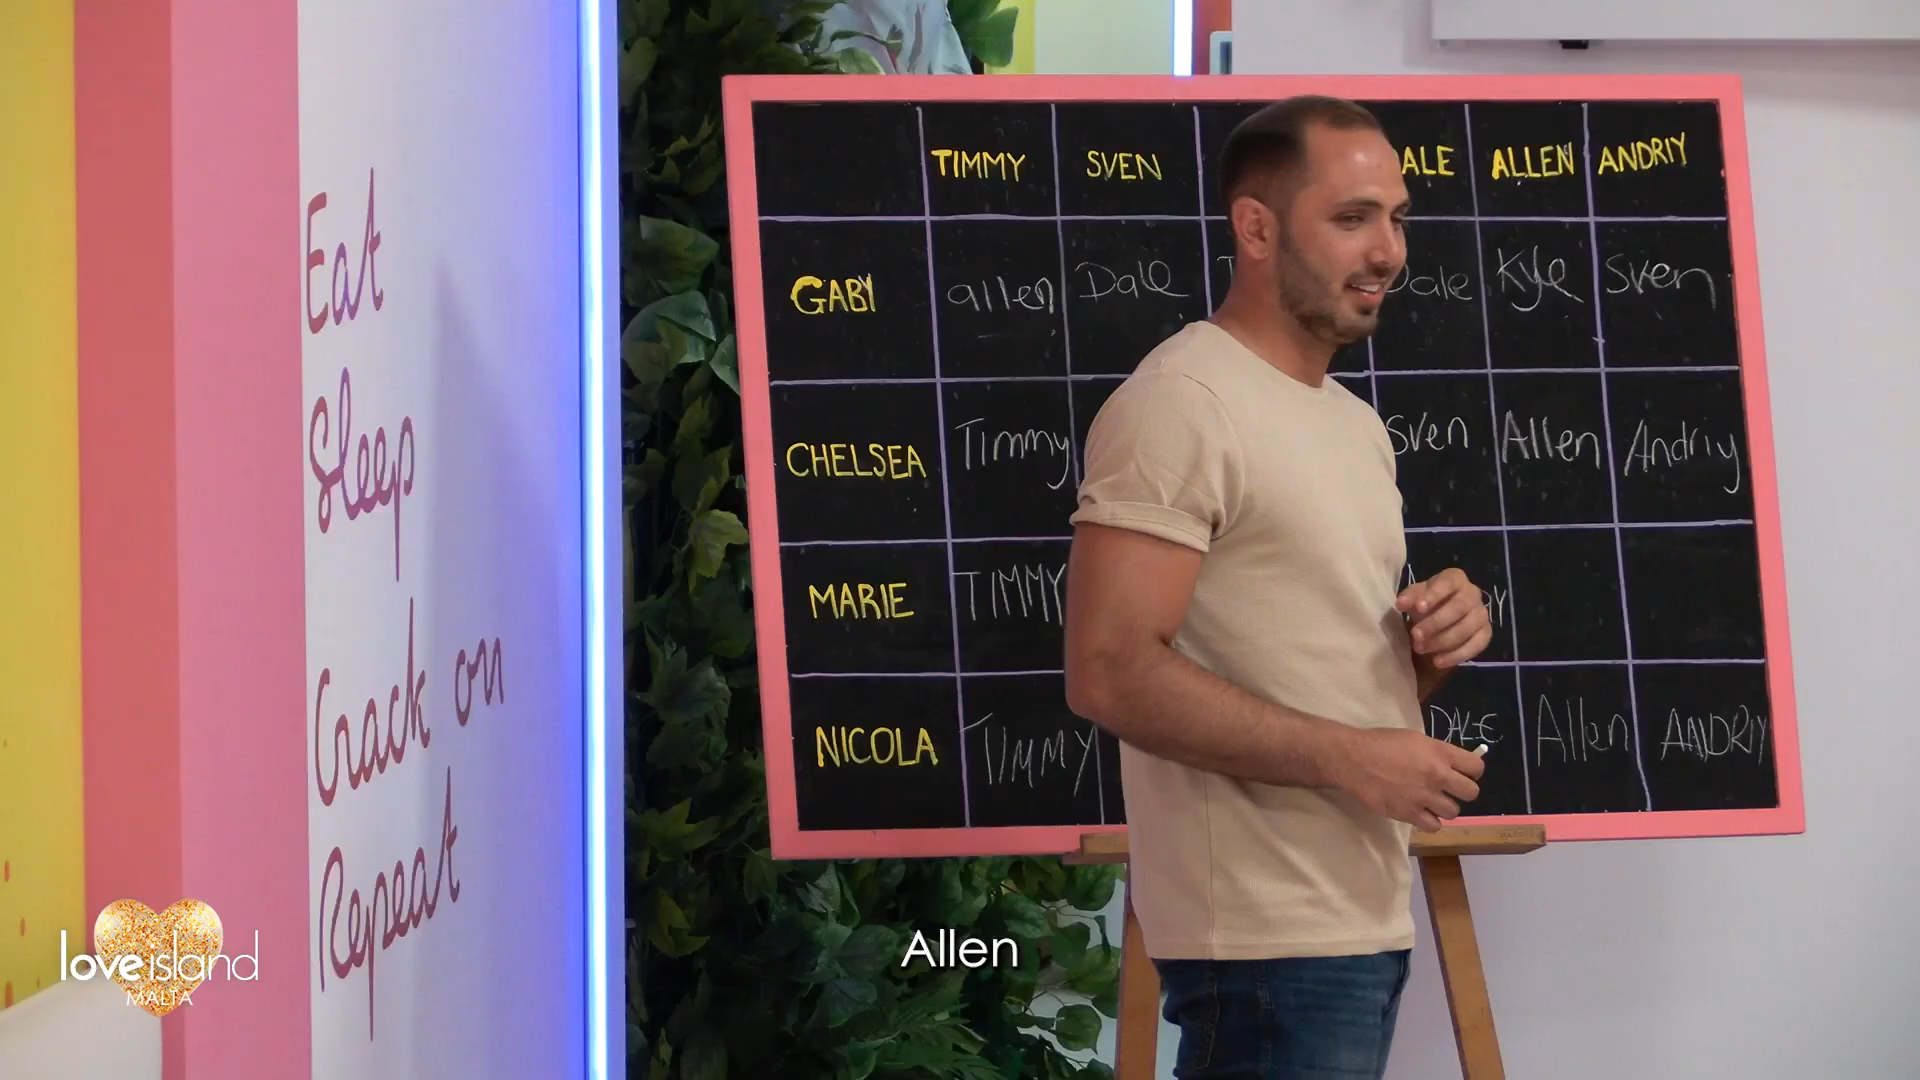 Eat
Sleep
Crack on
Repeat
TIMMY SVEN ALE ALLEN ANDRIY
GABY allen Dale Dale Kyle Sven
CHELSEA Timmy Sven Allen Andriy
MARIE TIMMY
NICOLA TIMMY DALE Allen ANDRIY
Allen
love island
MALTA